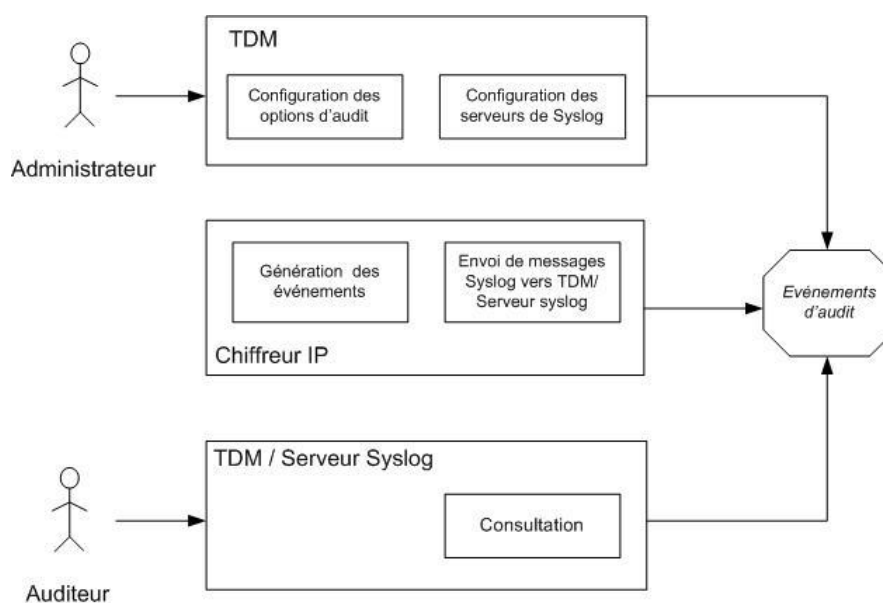 TDM
Configuration des
options d'audit
Configuration des
serveurs de Syslog
Administrateur
Génération des
événements
Envoi de messages
Syslog vers TDM/
Serveur syslog
Chiffreur IP
Evénements
d'audit
TDM / Serveur Syslog
Consultation
Auditeur